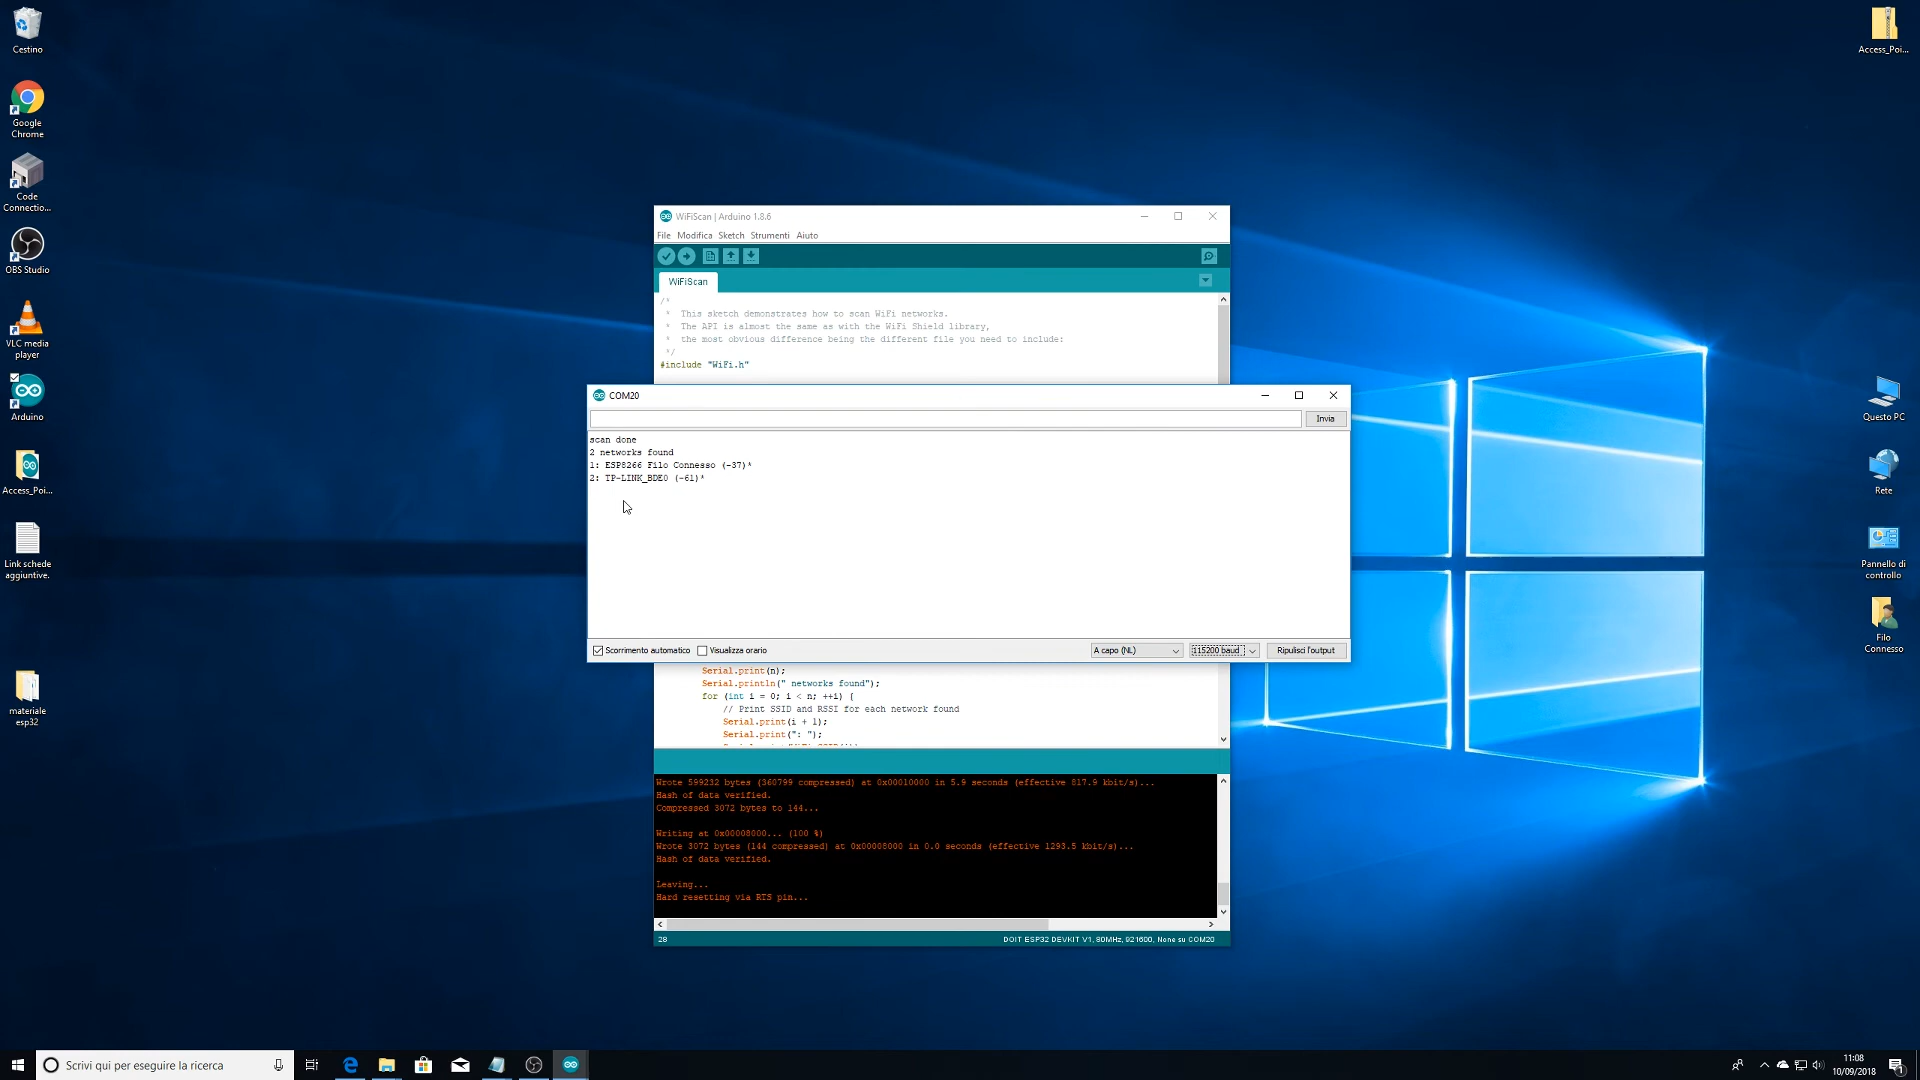 Cestino
Google
Chrome
Code
Connectio...
OBS Studio
VLC media
player
Arduino
Access_Poi...
Link schede
aggiuntive.
materiale
esp32
WiFiScan | Arduino 1.8.6
File Modifica Sketch Strumenti Aiuto
WiFiScan
/*
* This sketch demonstrates how to scan WiFi networks.
* The API is almost the same as with the WiFi Shield library,
* the most obvious difference being the different file you need to include:
*/
#include "WiFi.h"
COM20
Invia
scan done
2 networks found
1: ESP8266 Filo Connesso (-37)*
2: TP-LINK_BDE0 (-61)*
Scorrimento automatico Visualizza orario A capo (NL) 115200 baud Ripulisci l'output
Serial.print(n);
Serial.println(" networks found");
for (int i = 0; i < n; ++i) {
// Print SSID and RSSI for each network found
Serial.print(i + 1);
Serial.print(": ");
Wrote 599232 bytes (360799 compressed) at 0x00010000 in 5.9 seconds (effective 817.9 kbit/s)...
Hash of data verified.
Compressed 3072 bytes to 144...
Writing at 0x00008000... (100 %)
Wrote 3072 bytes (144 compressed) at 0x00008000 in 0.0 seconds (effective 1293.5 kbit/s)...
Hash of data verified.
Leaving...
Hard resetting via RTS pin...
28 DOIT ESP32 DEVKIT V1, 80MHz, 921600, None su COM20
Access_Poi...
Questo PC
Rete
Pannello di
controllo
Filo
Connesso
Scrivi qui per eseguire la ricerca
11:08
10/09/2018
1